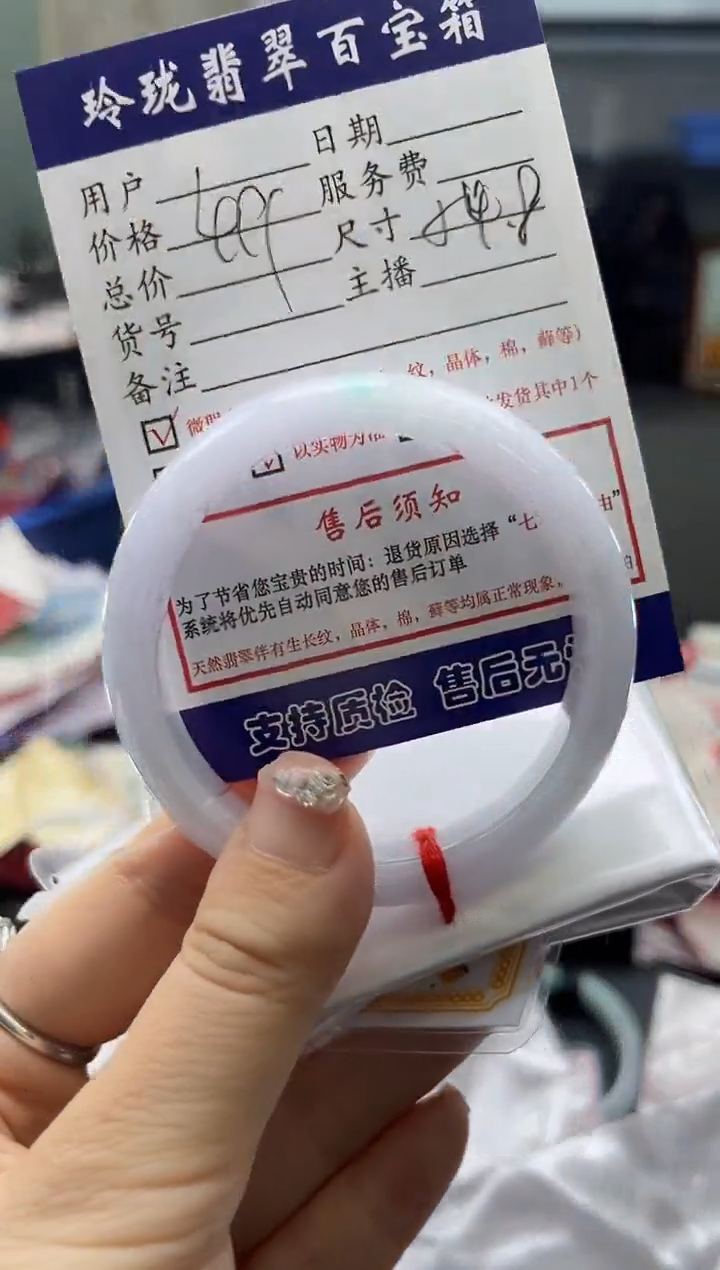 玲珑翡翠百宝箱
用户 日期
价格 服务费
总价 499 尺寸
货号 主播
备注
纹，晶体，棉，藓等）
以实物为准 发货其中1个
售后须知
为了节省您宝贵的时间：退货原因选择“七 由”
系统将优先自动同意您的售后订单
天然翡翠伴有生长纹，晶体，棉，藓等均属正常现象，
支持质检 售后无